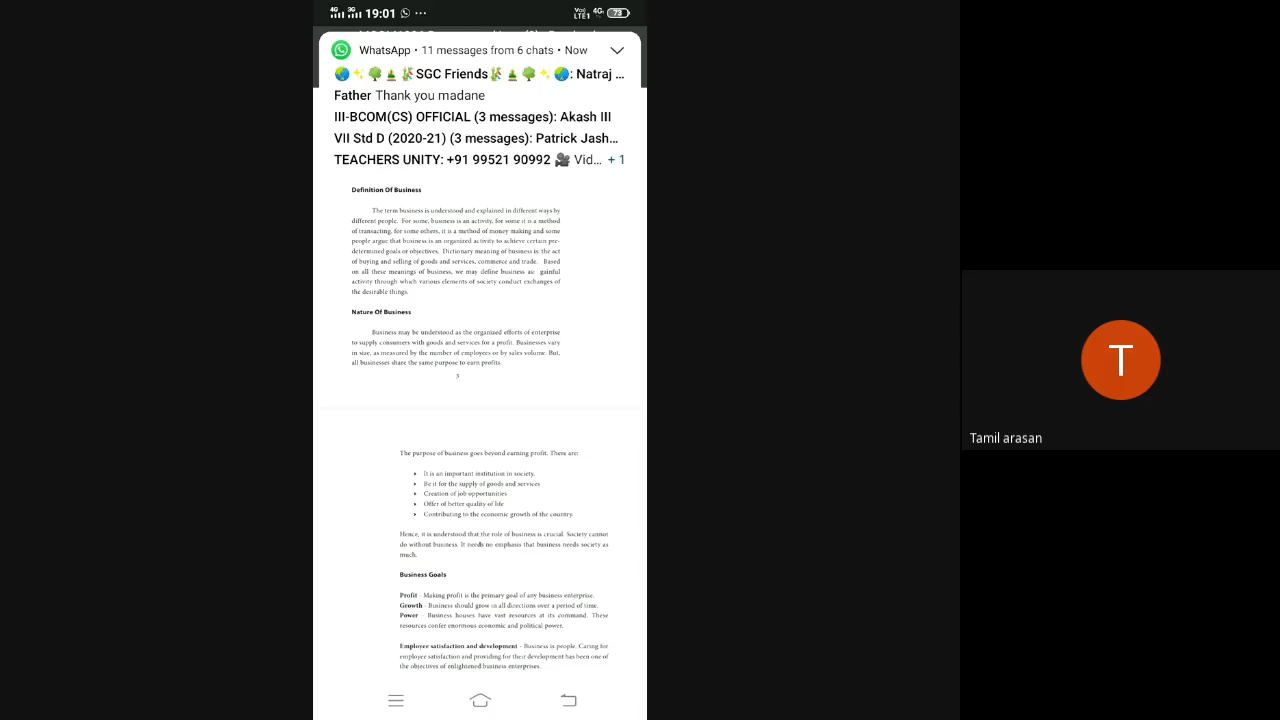 4G 3G 19:01 ... VoD LTE1 4G 73
WhatsApp • 11 messages from 6 chats • Now
🌏✨🌳🎄🎋SGC Friends🎋🎄🌳✨🌏: Natraj ...
Father Thank you madane
III-BCOM(CS) OFFICIAL (3 messages): Akash III
VII Std D (2020-21) (3 messages): Patrick Jash...
TEACHERS UNITY: +91 99521 90992 🎥 Vid... + 1
Definition Of Business
The term business is understood and explained in different ways by
different people. For some, business is an activity, for some it is a method
of transacting, for some others, it is a method of money making and some
people argue that business is an organized activity to achieve certain pre-
determined goals or objectives. Dictionary meaning of business is: the act
of buying and selling of goods and services, commerce and trade. Based
on all these meanings of business, we may define business as: gainful
activity through which various elements of society conduct exchanges of
the desirable things.
Nature Of Business
Business may be understood as the organized efforts of enterprise
to supply consumers with goods and services for a profit. Businesses vary
in size, as measured by the number of employees or by sales volume. But,
all businesses share the same purpose to earn profits.
3
The purpose of business goes beyond earning profit. There are:
It is an important institution in society.
Be it for the supply of goods and services
Creation of job opportunities
Offer of better quality of life
Contributing to the economic growth of the country.
Hence, it is understood that the role of business is crucial. Society cannot
do without business. It needs no emphasis that business needs society as
much.
Business Goals
Profit - Making profit is the primary goal of any business enterprise.
Growth - Business should grow in all directions over a period of time.
Power - Business houses have vast resources at its command. These
resources confer enormous economic and political power.
Employee satisfaction and development - Business is people. Caring for
employee satisfaction and providing for their development has been one of
the objectives of enlightened business enterprises.
T
Tamil arasan